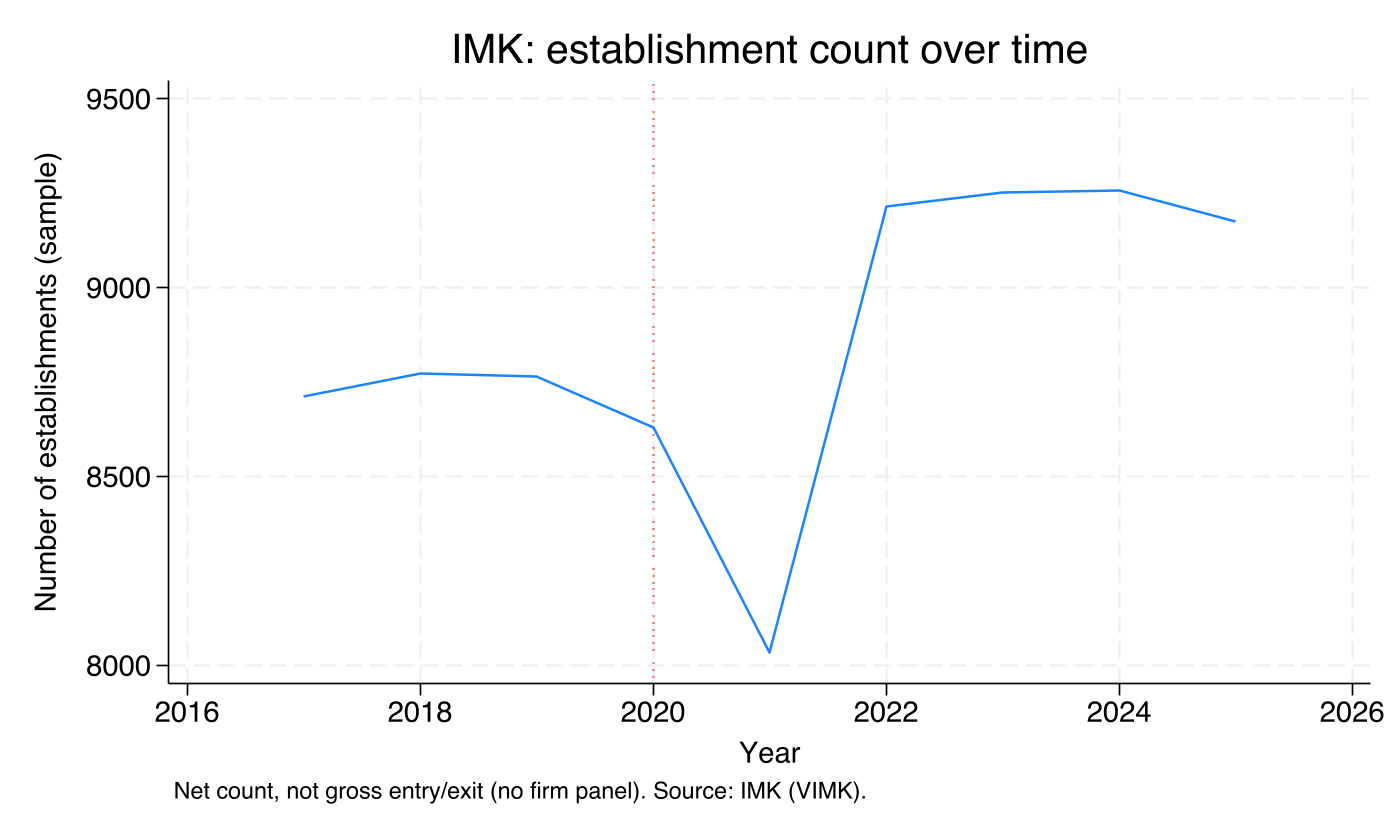 IMK: establishment count over time
Number of establishments (sample)
9500
9000
8500
8000
2016
2018
2020
2022
2024
2026
Year
Net count, not gross entry/exit (no firm panel). Source: IMK (VIMK).